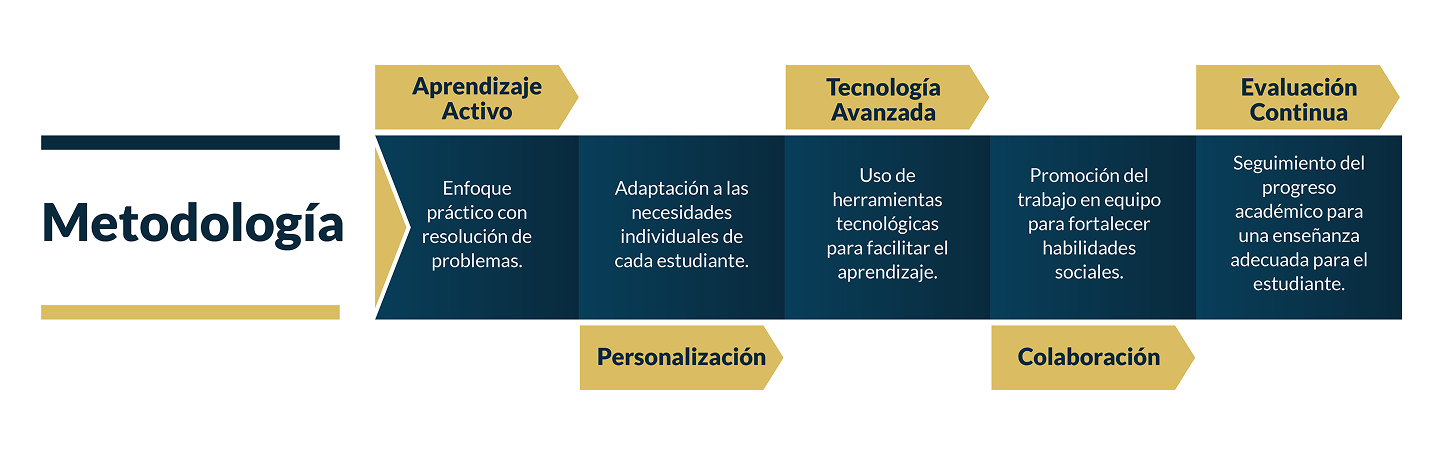 Metodología
Aprendizaje
Activo
Enfoque
práctico con
resolución de
problemas.
Adaptación a las
necesidades
individuales de
cada estudiante.
Personalización
Tecnología
Avanzada
Uso de
herramientas
tecnológicas
para facilitar el
aprendizaje.
Promoción del
trabajo en equipo
para fortalecer
habilidades
sociales.
Colaboración
Evaluación
Continua
Seguimiento del
progreso
académico para
una enseñanza
adecuada para el
estudiante.